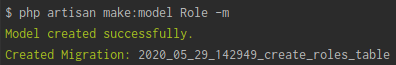 $ php artisan make:model Role -m
Model created successfully.
Created Migration: 2020_05_29_142949_create_roles_table